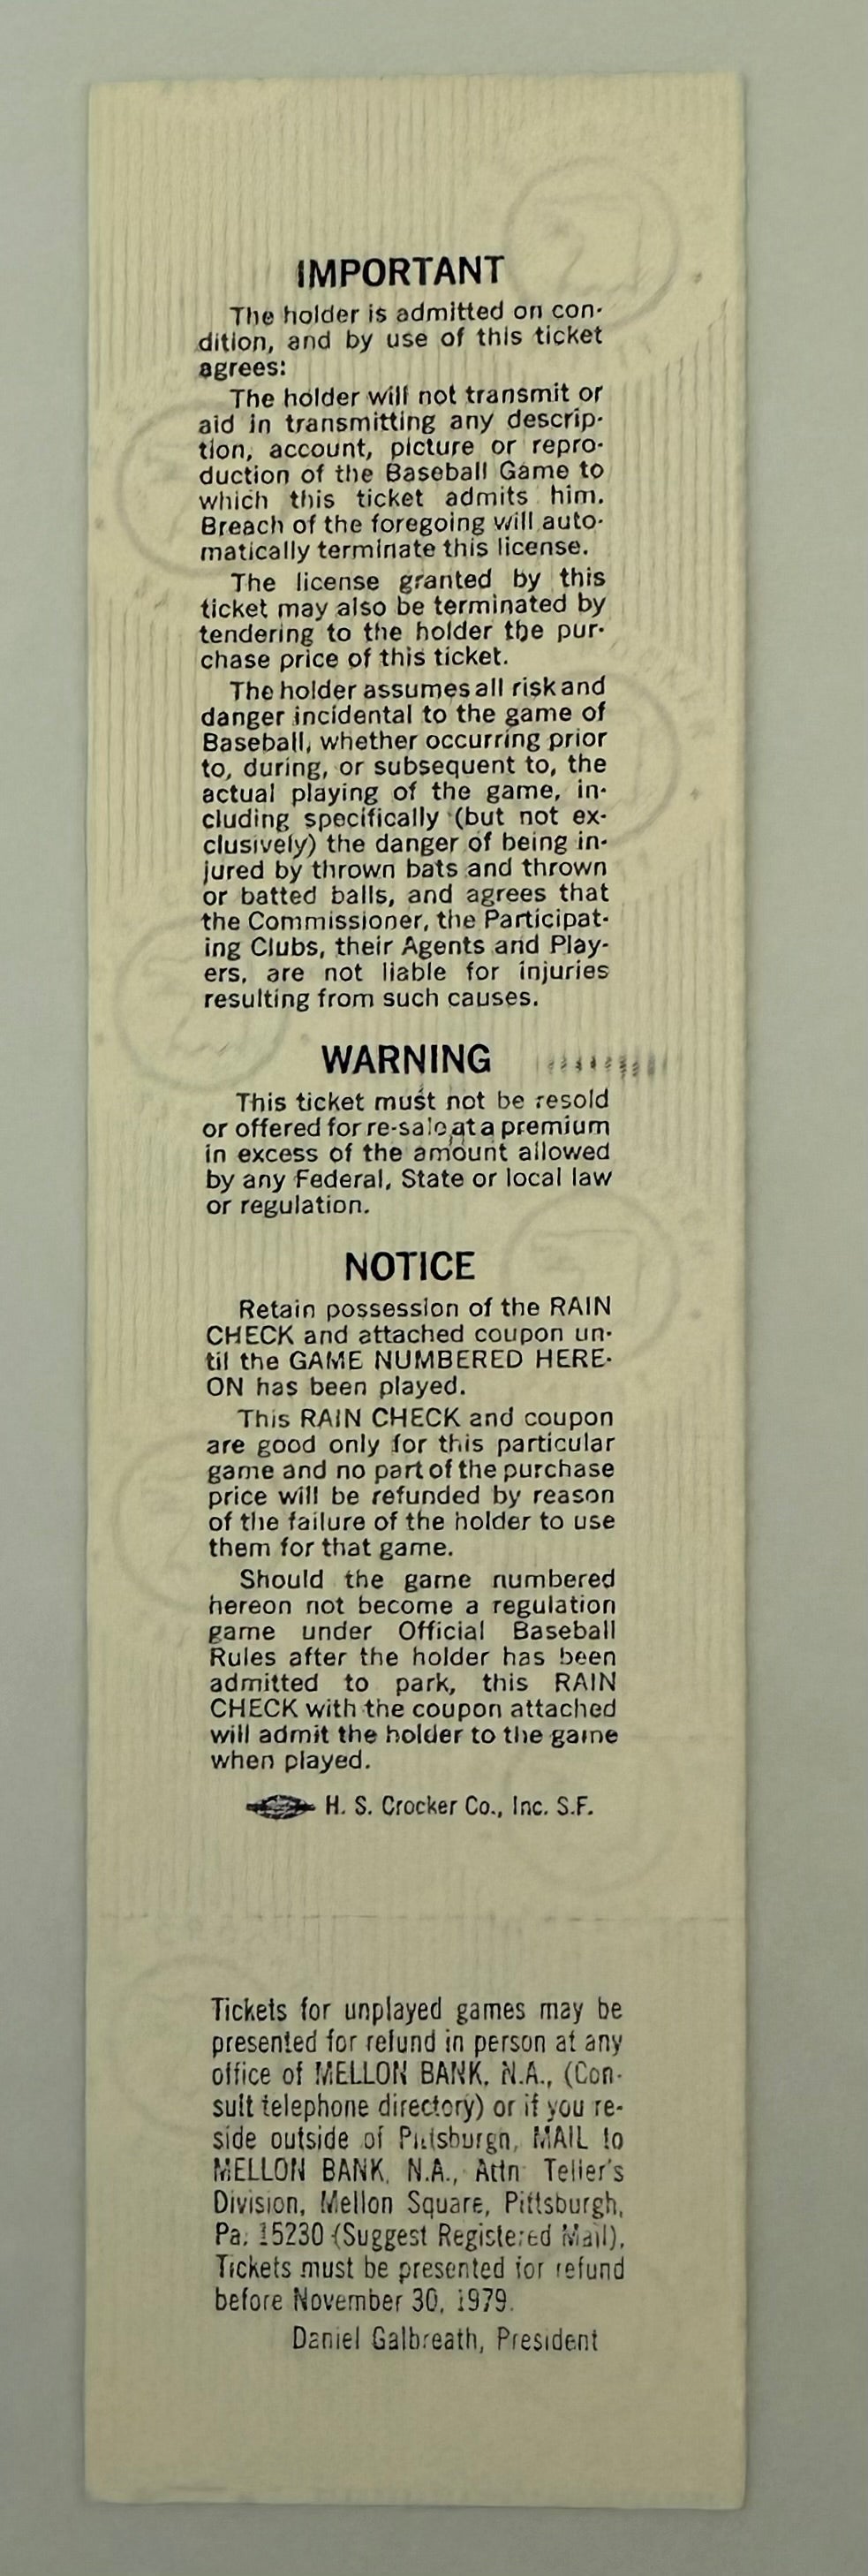 IMPORTANT
The holder is admitted on con-
dition, and by use of this ticket
agrees:
The holder will not transmit or
aid in transmitting any descrip-
tion, account, picture or repro-
duction of the Baseball Game to
which this ticket admits him.
Breach of the foregoing will auto-
matically terminate this license.
The license granted by this
ticket may also be terminated by
tendering to the holder the pur-
chase price of this ticket.
The holder assumes all risk and
danger incidental to the game of
Baseball, whether occurring prior
to, during, or subsequent to, the
actual playing of the game, in-
cluding specifically (but not ex-
clusively) the danger of being in-
jured by thrown bats and thrown
or batted balls, and agrees that
the Commissioner, the Participat-
ing Clubs, their Agents and Play-
ers, are not liable for injuries
resulting from such causes.
WARNING
This ticket must not be resold
or offered for re-sale at a premium
in excess of the amount allowed
by any Federal, State or local law
or regulation.
NOTICE
Retain possession of the RAIN
CHECK and attached coupon un-
til the GAME NUMBERED HERE-
ON has been played.
This RAIN CHECK and coupon
are good only for this particular
game and no part of the purchase
price will be refunded by reason
of the failure of the holder to use
them for that game.
Should the game numbered
hereon not become a regulation
game under Official Baseball
Rules after the holder has been
admitted to park, this RAIN
CHECK with the coupon attached
will admit the holder to the game
when played.
H. S. Crocker Co., Inc. S.F.
Tickets for unplayed games may be
presented for refund in person at any
office of MELLON BANK, N.A., (Con-
sult telephone directory) or if you re-
side outside of Pittsburgh, MAIL to
MELLON BANK, N.A., Attn Teller's
Division, Mellon Square, Pittsburgh,
Pa. 15230 (Suggest Registered Mail).
Tickets must be presented for refund
before November 30, 1979.
Daniel Galbreath, President